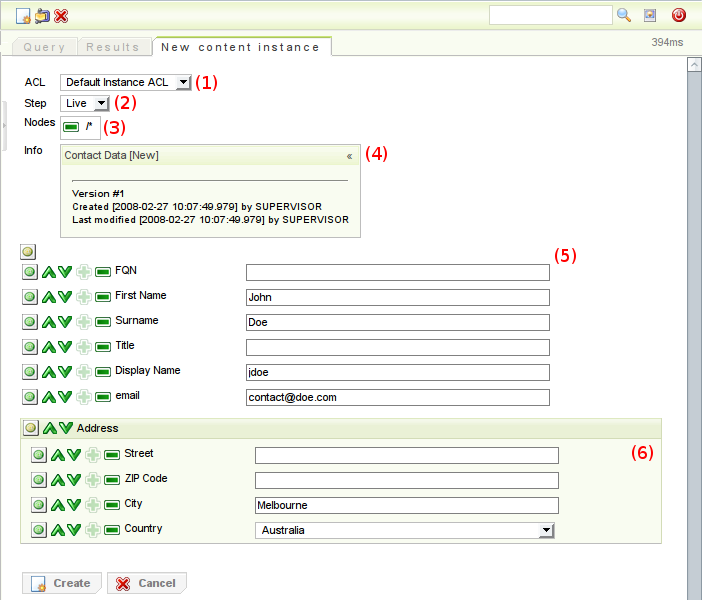 Query Results New content instance 394ms
ACL Default Instance ACL (1)
Step Live (2)
Nodes /* (3)
Info Contact Data [New] « (4)
Version #1
Created [2008-02-27 10:07:49.979] by SUPERVISOR
Last modified [2008-02-27 10:07:49.979] by SUPERVISOR
(5)
FQN
First Name John
Surname Doe
Title
Display Name jdoe
email contact@doe.com
Address
(6)
Street
ZIP Code
City Melbourne
Country Australia
Create Cancel